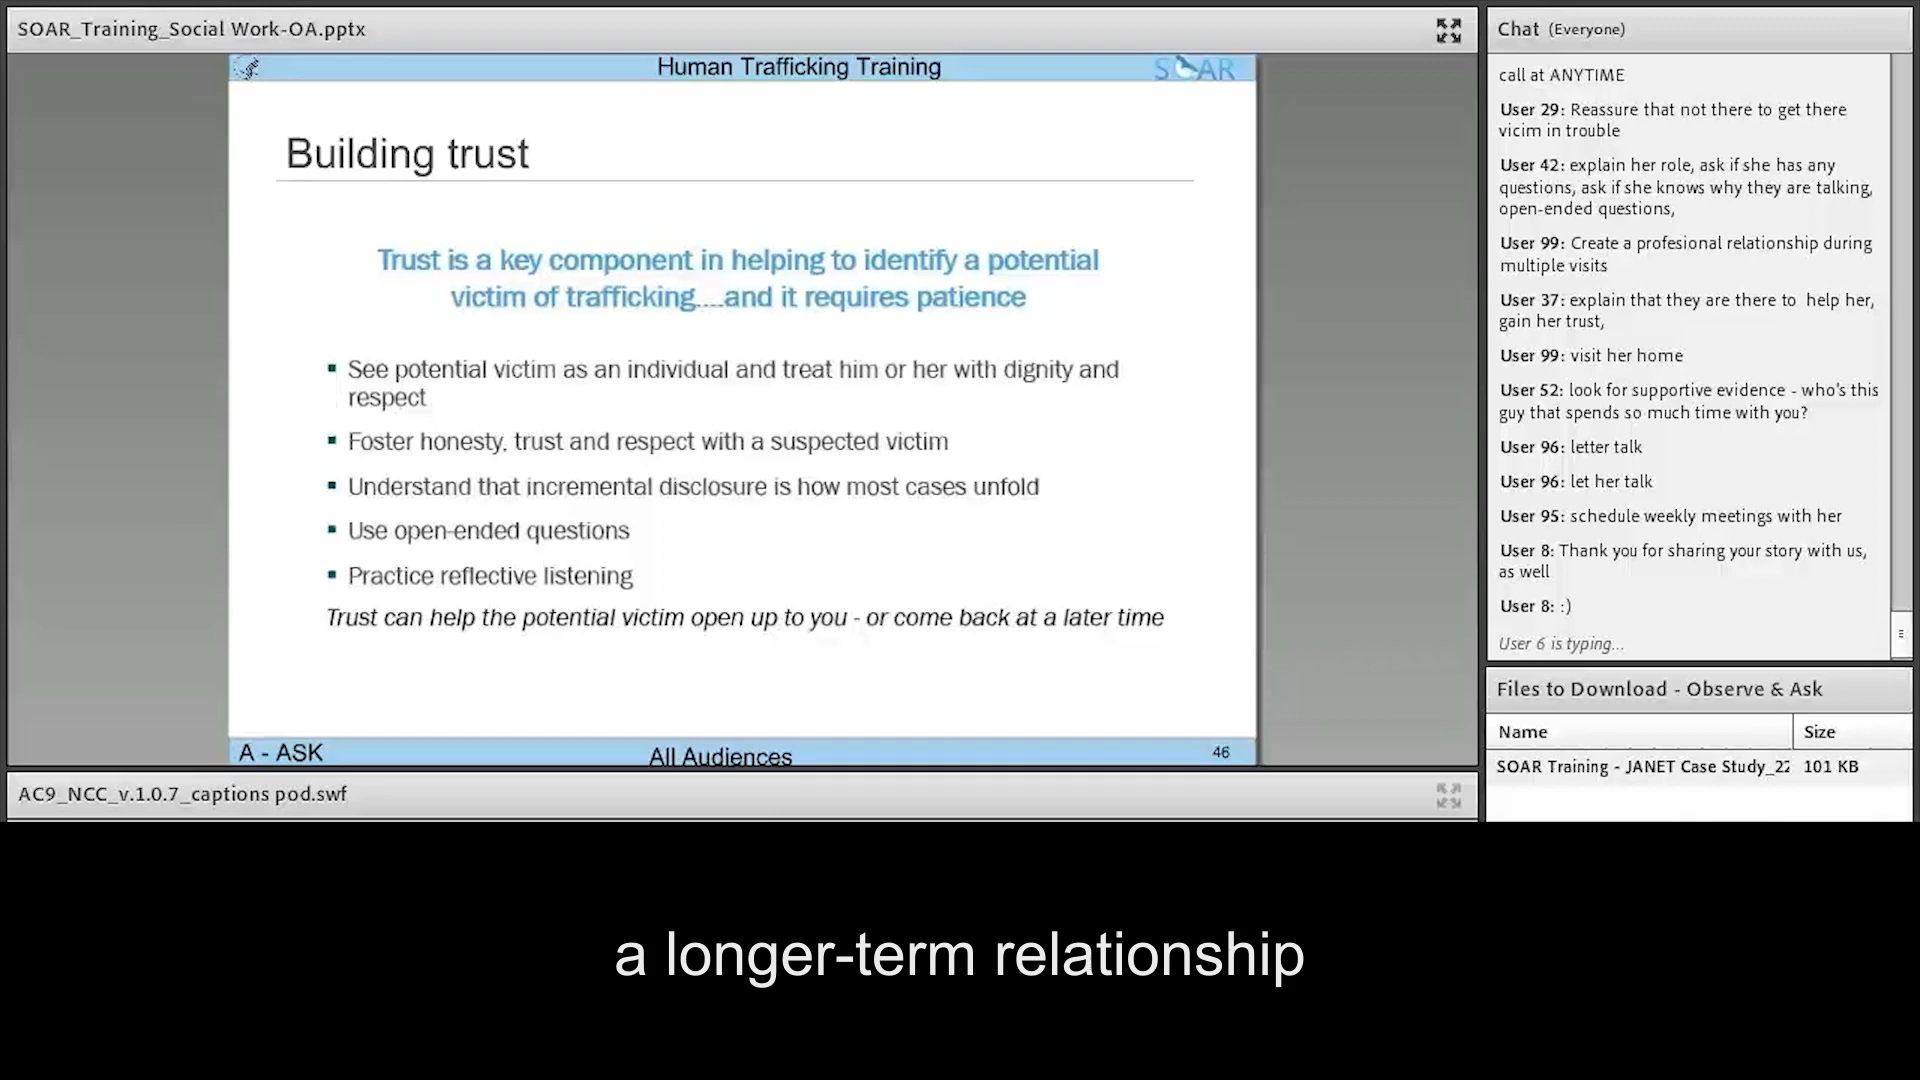 SOAR_Training_Social Work-OA.pptx
Human Trafficking Training
SOAR
Building trust
Trust is a key component in helping to identify a potential
victim of trafficking....and it requires patience
See potential victim as an individual and treat him or her with dignity and
respect
Foster honesty, trust and respect with a suspected victim
Understand that incremental disclosure is how most cases unfold
Use open-ended questions
Practice reflective listening
Trust can help the potential victim open up to you - or come back at a later time
A - ASK
All Audiences
46
Chat (Everyone)
call at ANYTIME
User 29: Reassure that not there to get there
vicim in trouble
User 42: explain her role, ask if she has any
questions, ask if she knows why they are talking,
open-ended questions,
User 99: Create a profesional relationship during
multiple visits
User 37: explain that they are there to  help her,
gain her trust,
User 99: visit her home
User 52: look for supportive evidence - who's this
guy that spends so much time with you?
User 96: letter talk
User 96: let her talk
User 95: schedule weekly meetings with her
User 8: Thank you for sharing your story with us,
as well
User 8: :)
User 6 is typing...
Files to Download - Observe & Ask
Name Size
SOAR Training - JANET Case Study_22 101 KB
AC9_NCC_v.1.0.7_captions pod.swf
a longer-term relationship